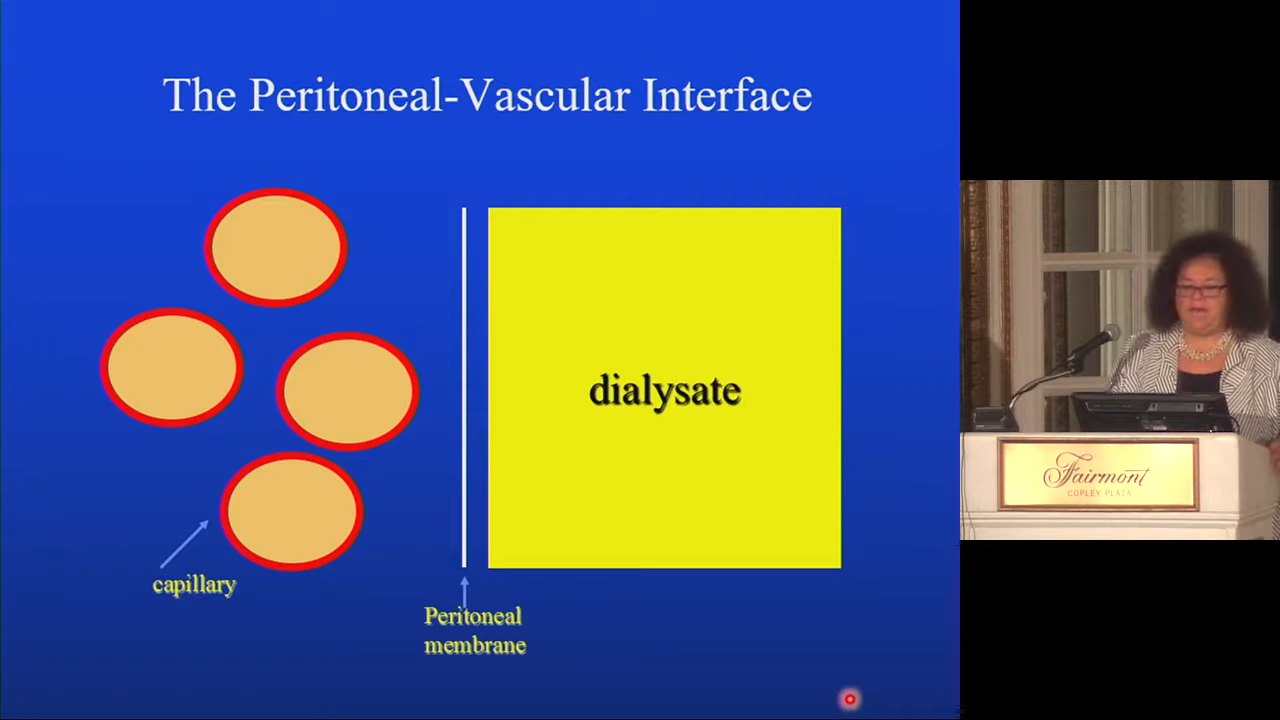 The Peritoneal-Vascular Interface
dialysate
capillary
Peritoneal
membrane
Fairmont
COPLEY PLAZA